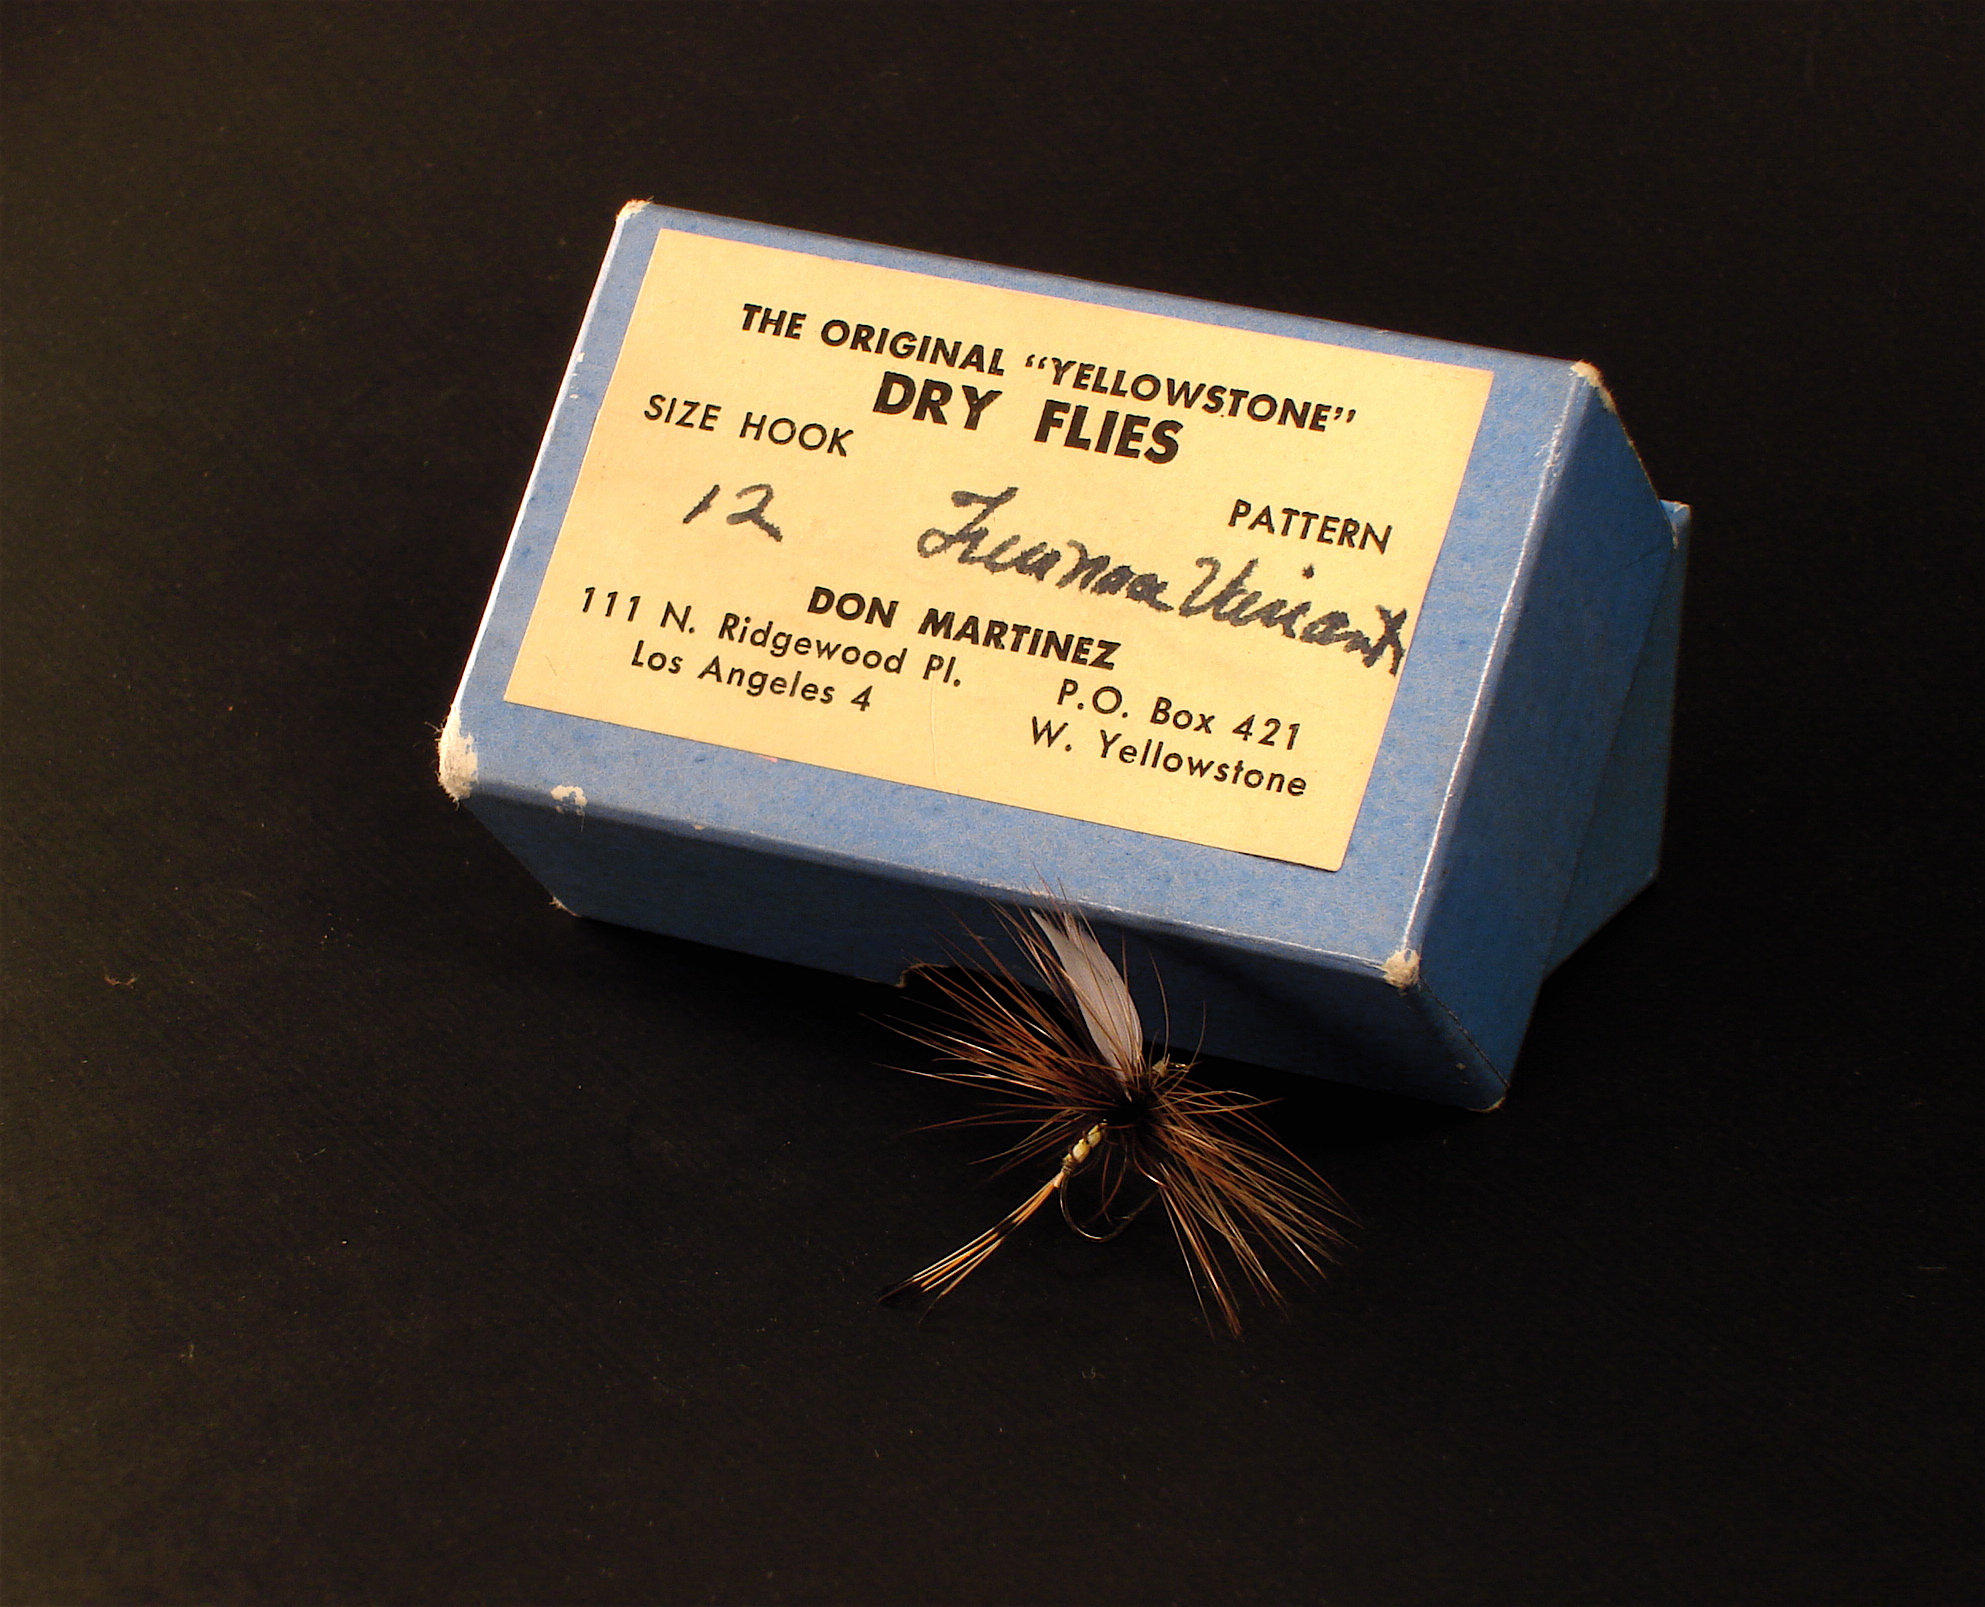 THE ORIGINAL “YELLOWSTONE”
DRY FLIES
SIZE HOOK
PATTERN
12
Variant
DON MARTINEZ
111 N. Ridgewood Pl.
Los Angeles 4
P.O. Box 421
W. Yellowstone